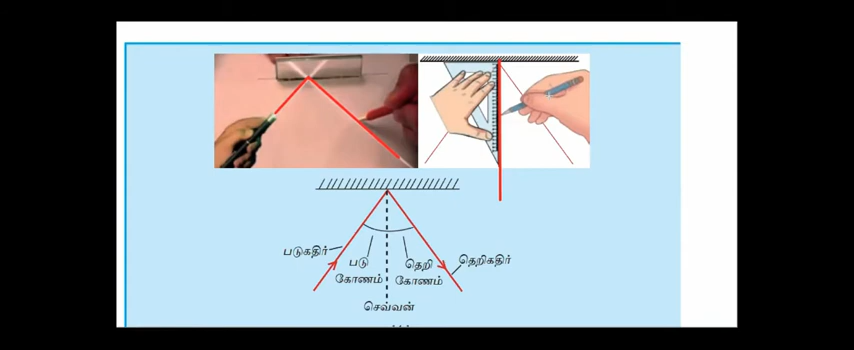 படுகதிர்
படு
கோணம்
தெறி
கோணம்
தெறிகதிர்
செவ்வன்